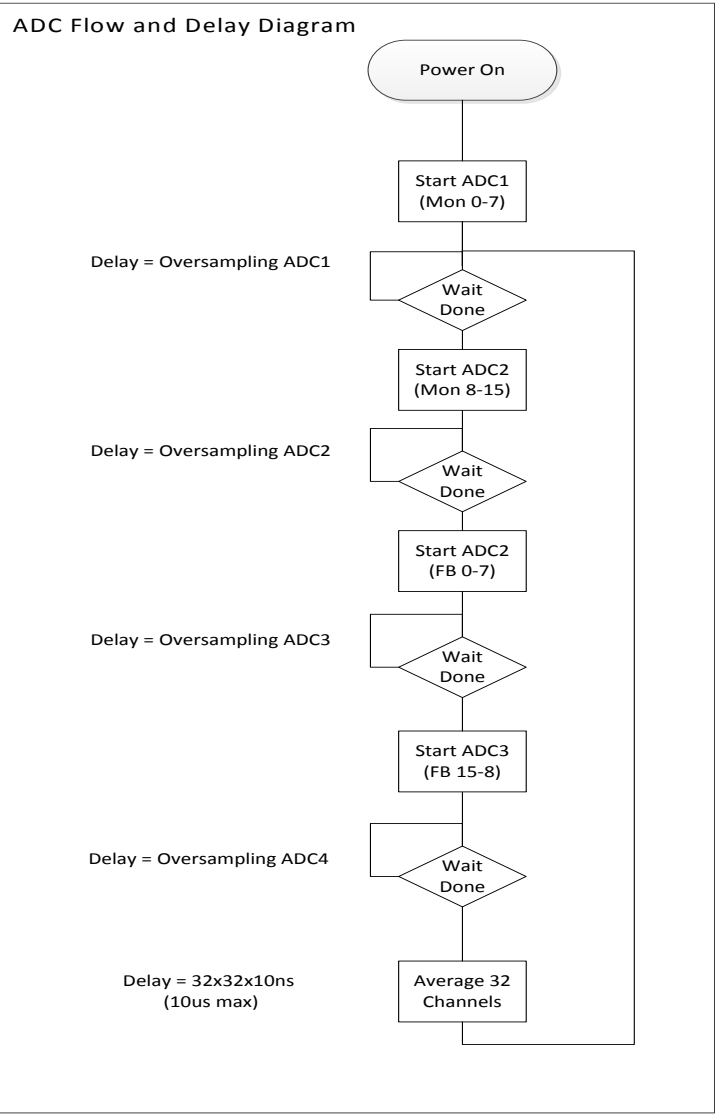 ADC Flow and Delay Diagram
Power On
Start ADC1
(Mon 0-7)
Delay = Oversampling ADC1
Wait
Done
Start ADC2
(Mon 8-15)
Delay = Oversampling ADC2
Wait
Done
Start ADC2
(FB 0-7)
Delay = Oversampling ADC3
Wait
Done
Start ADC3
(FB 15-8)
Delay = Oversampling ADC4
Wait
Done
Delay = 32x32x10ns
(10us max)
Average 32
Channels